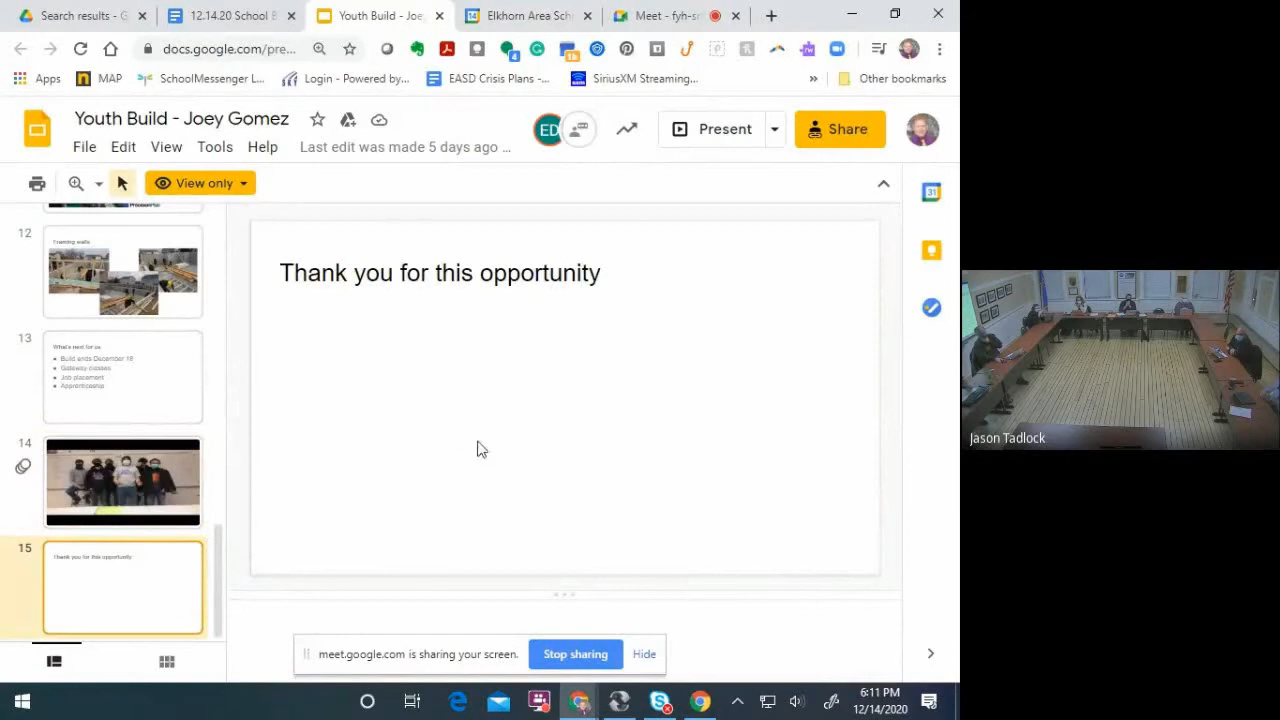 Search results - G
12.14.20 School B
Youth Build - Joe
Elkhorn Area Sch
Meet - fyh-sr
docs.google.com/pre...
Apps
MAP
SchoolMessenger L...
Login - Powered by...
EASD Crisis Plans -...
SiriusXM Streaming...
»
Other bookmarks
Youth Build - Joey Gomez
ED
Present
Share
File Edit View Tools Help
Last edit was made 5 days ago ...
View only
31
12
Framing walls
13
What's next for us
Build ends December 18
Gateway classes
Job placement
Apprenticeship
14
15
Thank you for this opportunity
Thank you for this opportunity
meet.google.com is sharing your screen.
Stop sharing
Hide
6:11 PM
12/14/2020
Jason Tadlock